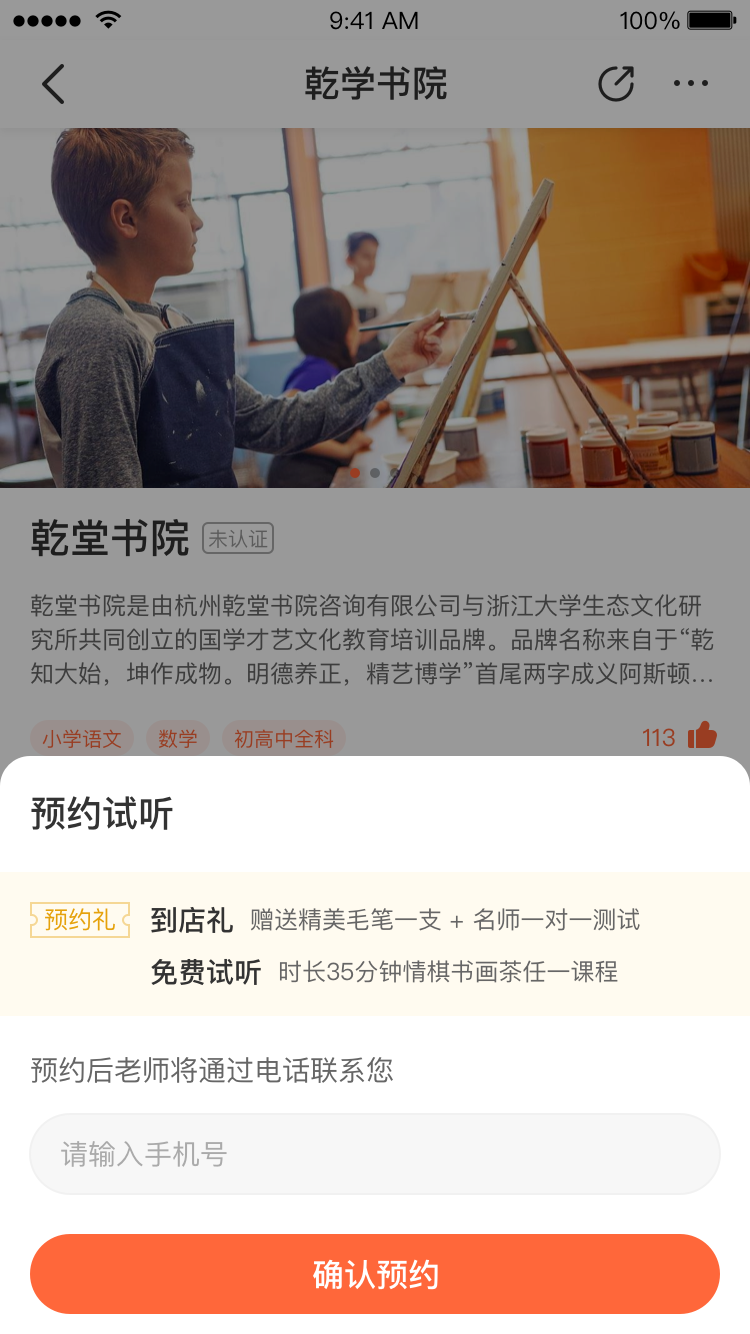 9:41 AM
100%
乾学书院
乾堂书院 未认证
乾堂书院是由杭州乾堂书院咨询有限公司与浙江大学生态文化研
究所共同创立的国学才艺文化教育培训品牌。品牌名称来自于“乾
知大始，坤作成物。明德养正，精艺博学”首尾两字成义阿斯顿...
小学语文 数学 初高中全科 113
预约试听
预约礼 到店礼 赠送精美毛笔一支 + 名师一对一测试
免费试听 时长35分钟情棋书画茶任一课程
预约后老师将通过电话联系您
请输入手机号
确认预约